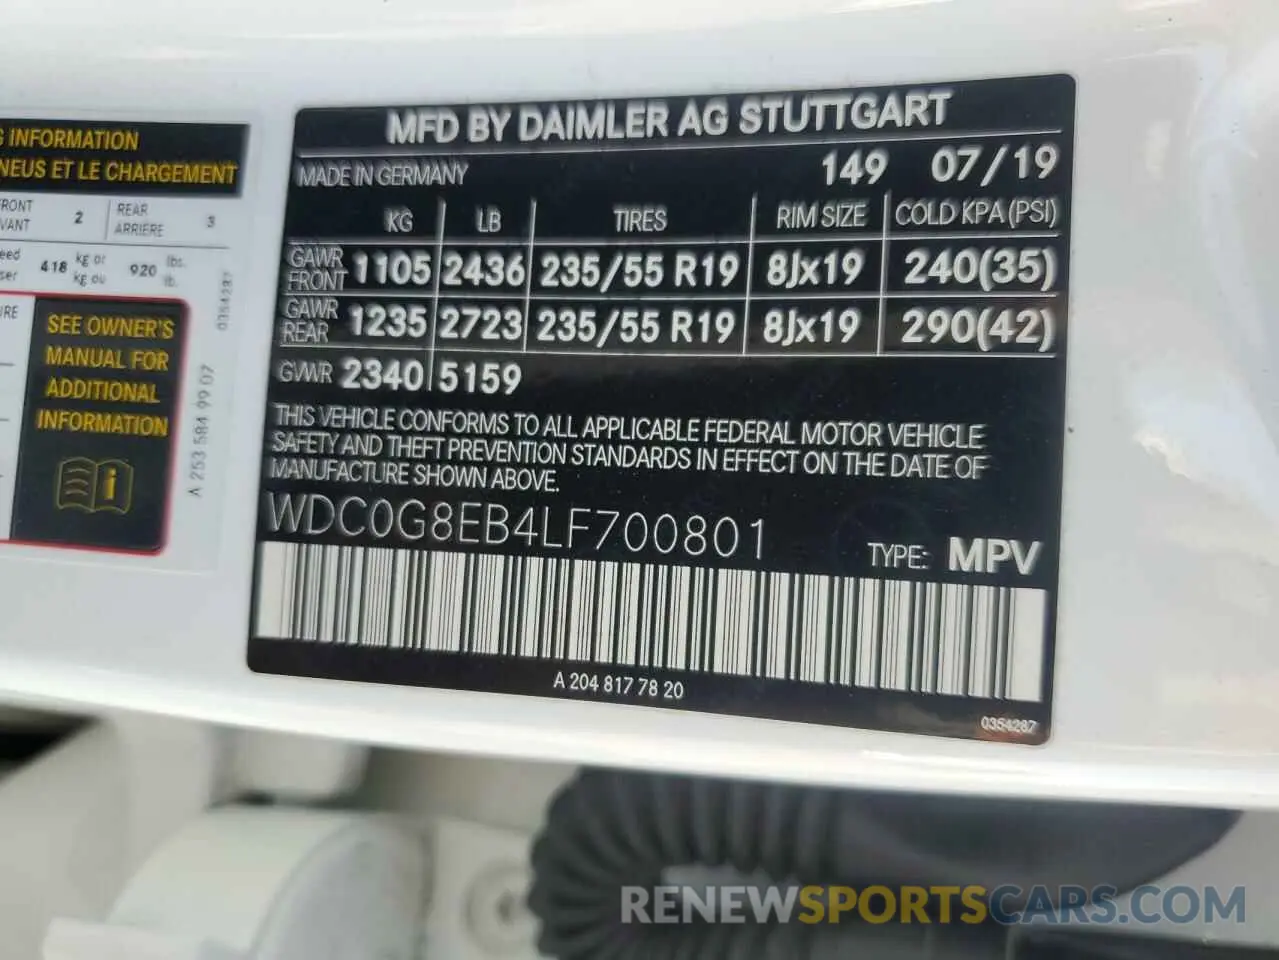 G INFORMATION
NEUS ET LE CHARGEMENT
FRONT
VANT
2
REAR
ARRIÈRE
3
418
kg or
kg ou
920
lbs.
lb.
SEE OWNER'S
MANUAL FOR
ADDITIONAL
INFORMATION
0354287
A 253 584 99 07
MFD BY DAIMLER AG STUTTGART
MADE IN GERMANY 149 07/19
KG LB TIRES RIM SIZE COLD KPA(PSI)
GAWR FRONT 1105 2436 235/55 R19 8Jx19 240(35)
GAWR REAR 1235 2723 235/55 R19 8Jx19 290(42)
GVWR 2340 5159
THIS VEHICLE CONFORMS TO ALL APPLICABLE FEDERAL MOTOR VEHICLE
SAFETY AND THEFT PREVENTION STANDARDS IN EFFECT ON THE DATE OF
MANUFACTURE SHOWN ABOVE.
WDC0G8EB4LF700801
TYPE: MPV
A 204 817 78 20
0354287
RENEWSPORTSCARS.COM